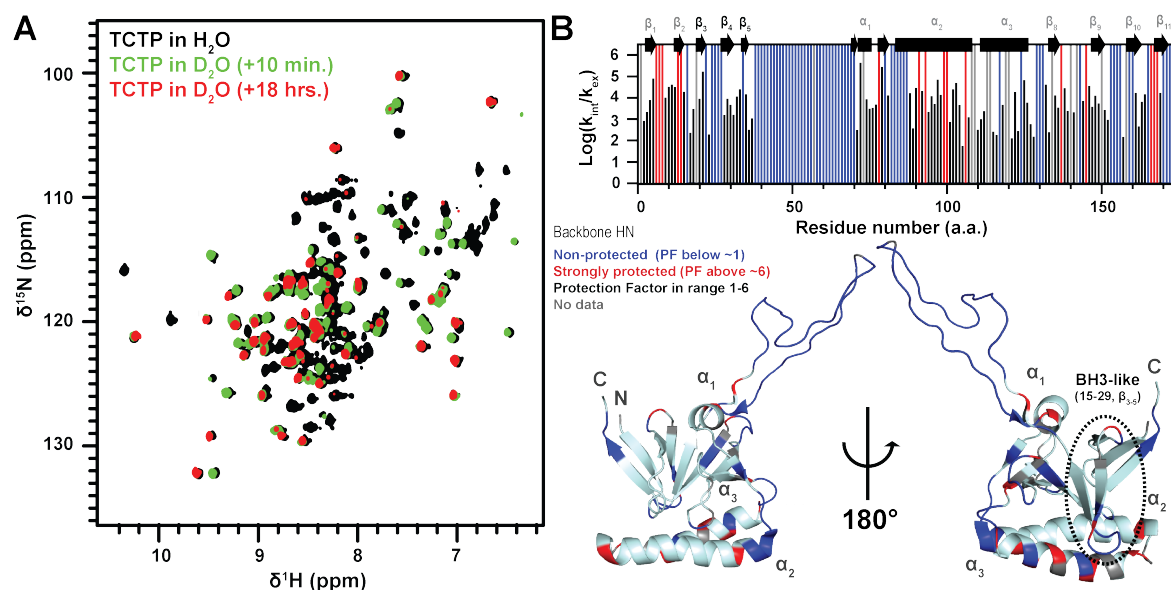 A
TCTP in H₂O
TCTP in D₂O (+10 min.)
TCTP in D₂O (+18 hrs.)
100
110
120
130
δ¹⁵N (ppm)
10 9 8 7
δ¹H (ppm)
B
β₁ β₂ β₃ β₄ β₅ α₁ α₂ α₃ β₈ β₉ β₁₀ β₁₁
Log(kᵢₙₜ/kₑₓ)
6
5
4
3
2
1
0
0 50 100 150
Residue number (a.a.)
Backbone HN
Non-protected (PF below ~1)
Strongly protected (PF above ~6)
Protection Factor in range 1-6
No data
C
N
α₁
α₃
α₂
180°
α₁
BH3-like
(15-29, β₃₋₅)
C
α₂
α₃